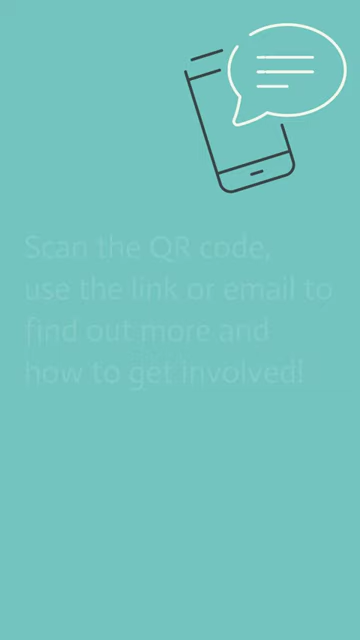 Scan the QR code,
use the link or email to
find out more and
how to get involved!